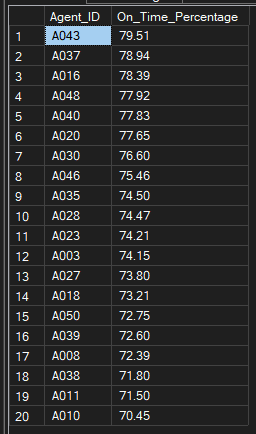 Agent_ID On_Time_Percentage
1 A043 79.51
2 A037 78.94
3 A016 78.39
4 A048 77.92
5 A040 77.83
6 A020 77.65
7 A030 76.60
8 A046 75.46
9 A035 74.50
10 A028 74.47
11 A023 74.21
12 A003 74.15
13 A027 73.80
14 A018 73.21
15 A050 72.75
16 A039 72.60
17 A008 72.39
18 A038 71.80
19 A011 71.50
20 A010 70.45